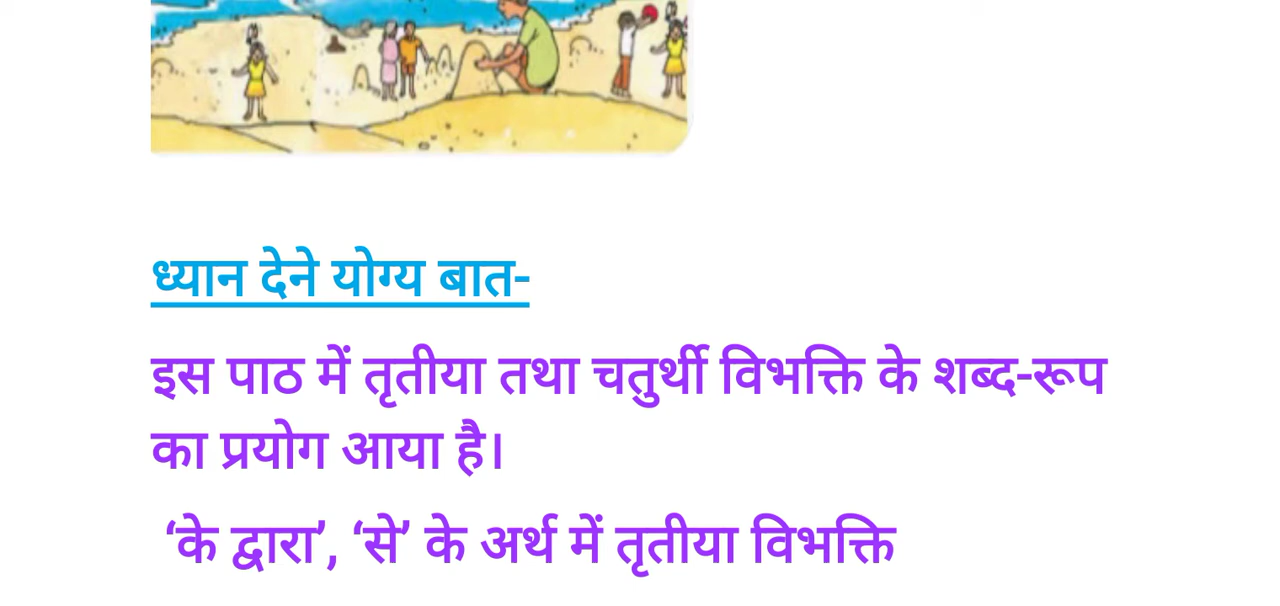 ध्यान देने योग्य बात-
इस पाठ में तृतीया तथा चतुर्थी विभक्ति के शब्द-रूप
का प्रयोग आया है।
‘के द्वारा’, ‘से’ के अर्थ में तृतीया विभक्ति